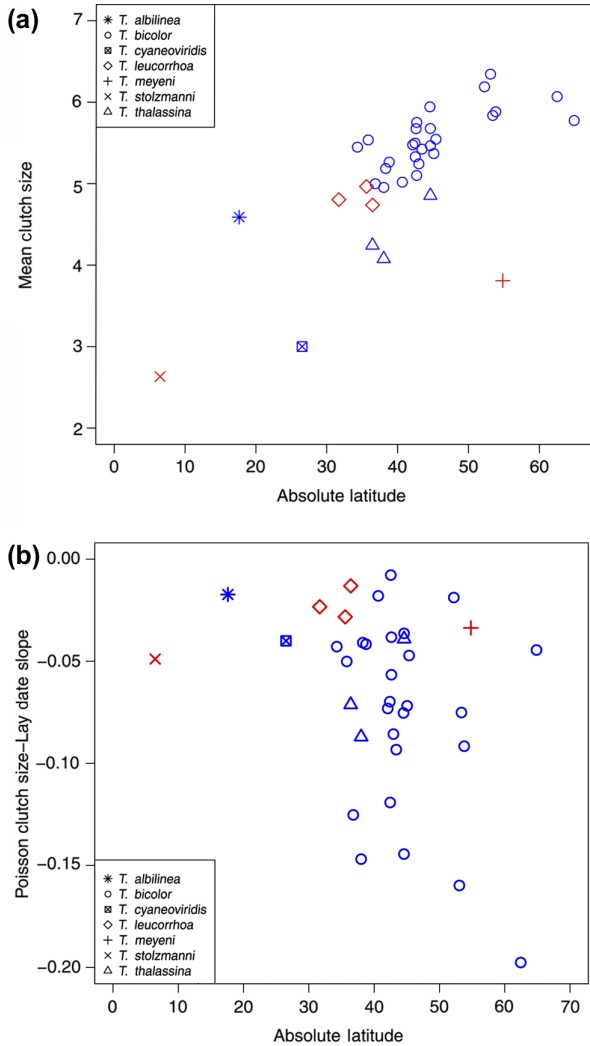 (a)
7
6
5
4
3
2
Mean clutch size
T. albilinea
T. bicolor
T. cyaneoviridis
T. leucorrhoa
T. meyeni
T. stolzmanni
T. thalassina
0 10 20 30 40 50 60
Absolute latitude
(b)
0.00
−0.05
−0.10
−0.15
−0.20
Poisson clutch size–Lay date slope
T. albilinea
T. bicolor
T. cyaneoviridis
T. leucorrhoa
T. meyeni
T. stolzmanni
T. thalassina
0 10 20 30 40 50 60 70
Absolute latitude